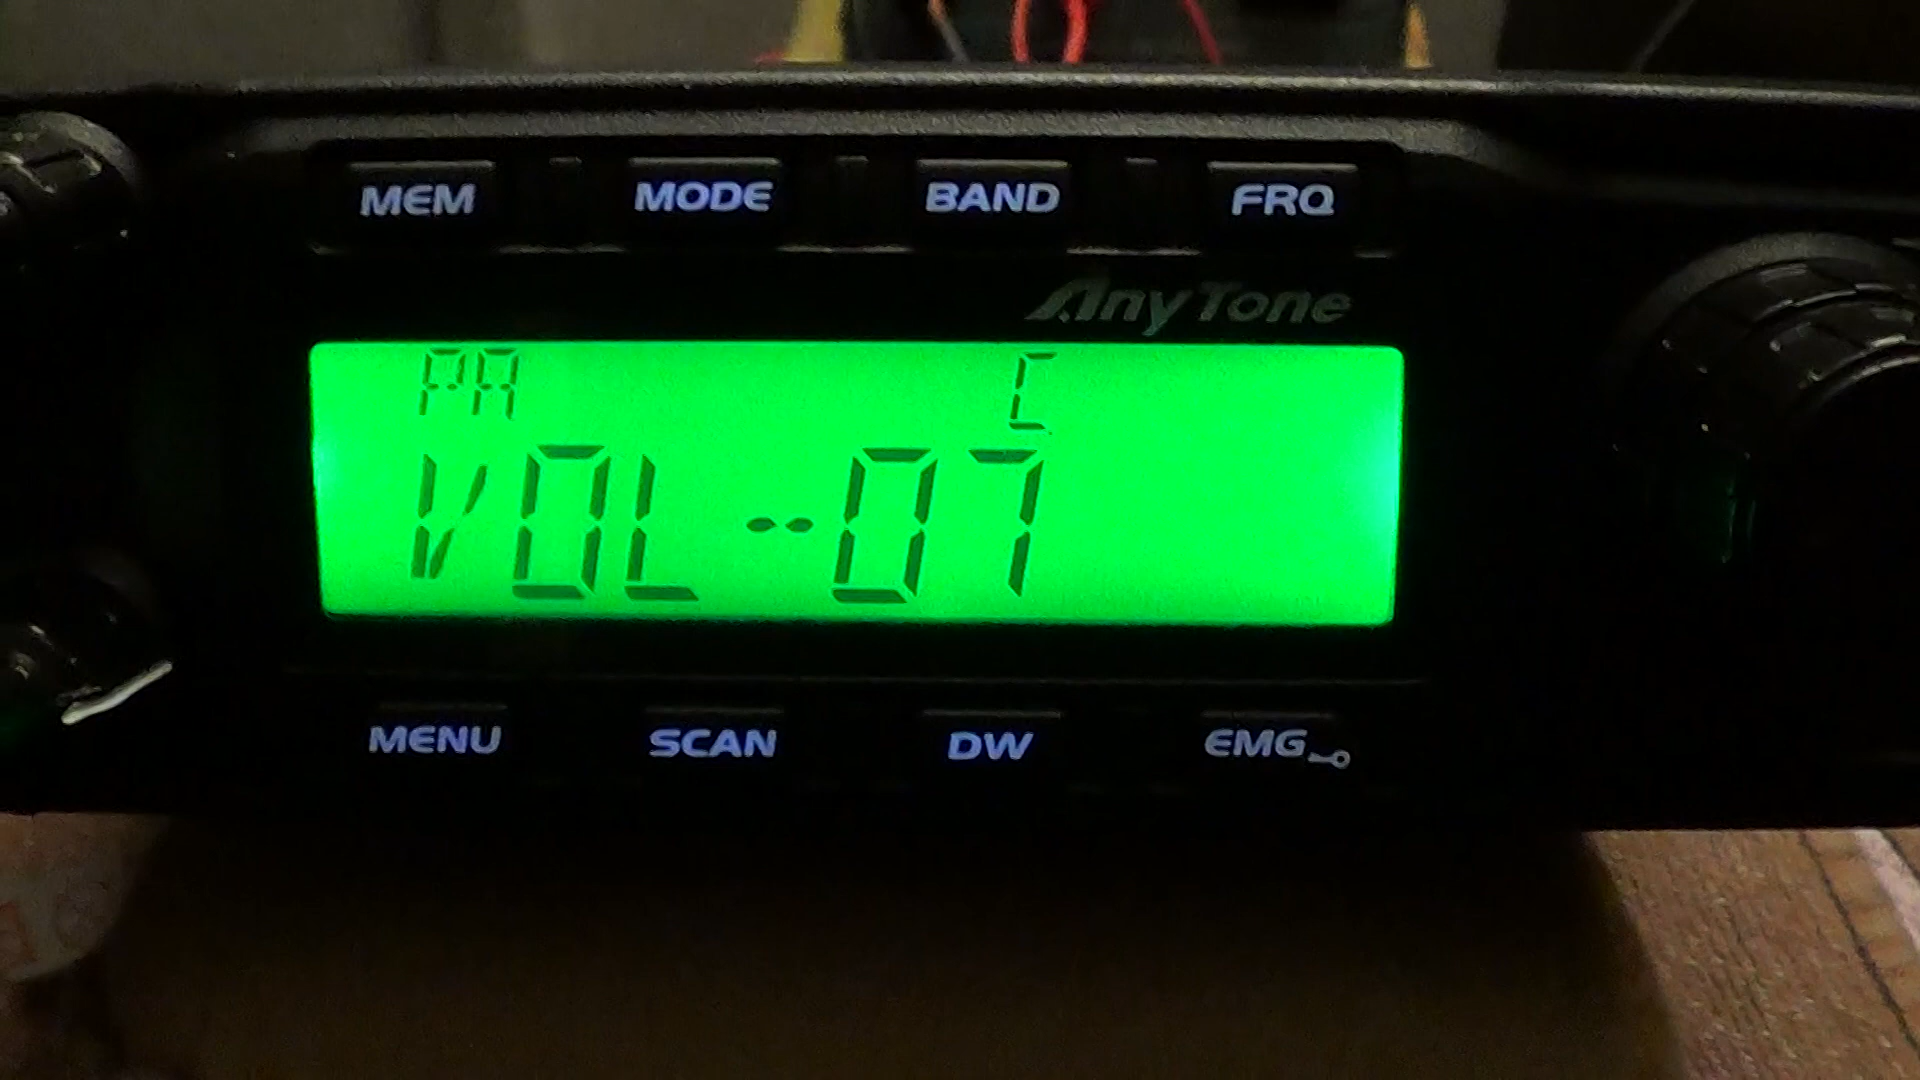 MEM MODE BAND FRQ
AnyTone
PA C
VOL-07
MENU SCAN DW EMG